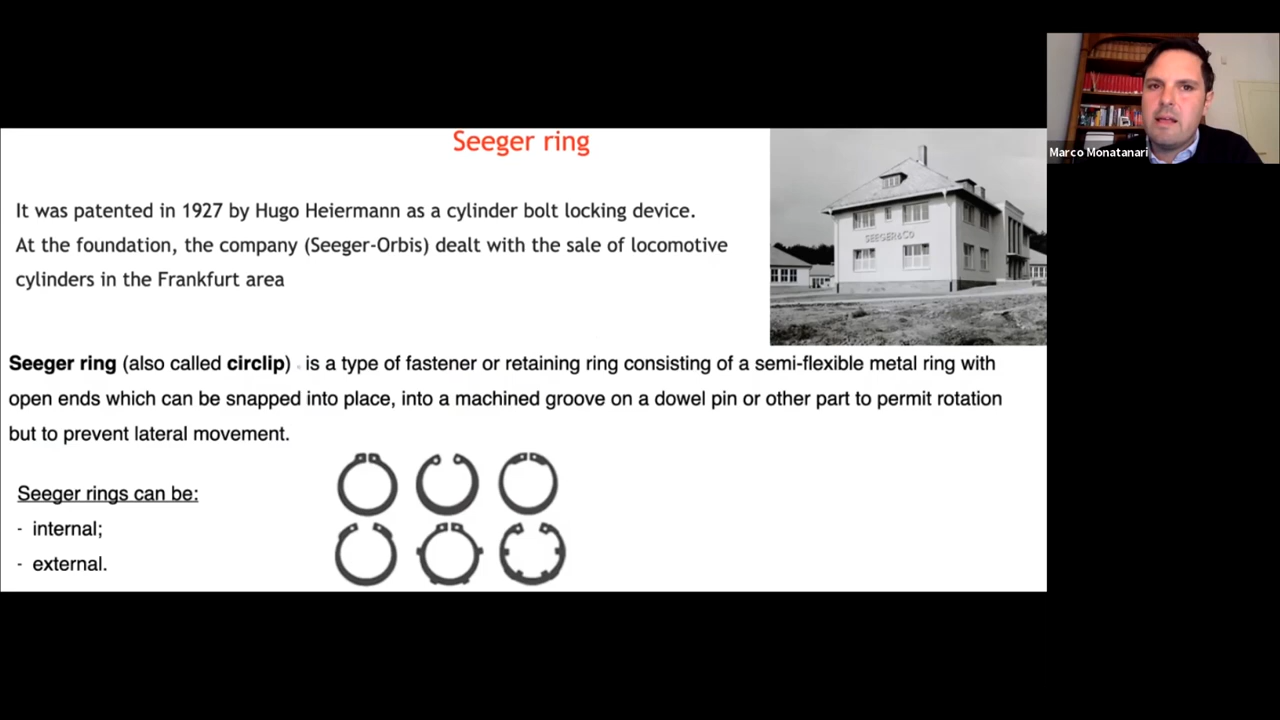 Seeger ring
It was patented in 1927 by Hugo Heiermann as a cylinder bolt locking device.
At the foundation, the company (Seeger-Orbis) dealt with the sale of locomotive
cylinders in the Frankfurt area
SEEGER&CO
Marco Monatanari
Seeger ring (also called circlip) is a type of fastener or retaining ring consisting of a semi-flexible metal ring with
open ends which can be snapped into place, into a machined groove on a dowel pin or other part to permit rotation
but to prevent lateral movement.
Seeger rings can be:
- internal;
- external.